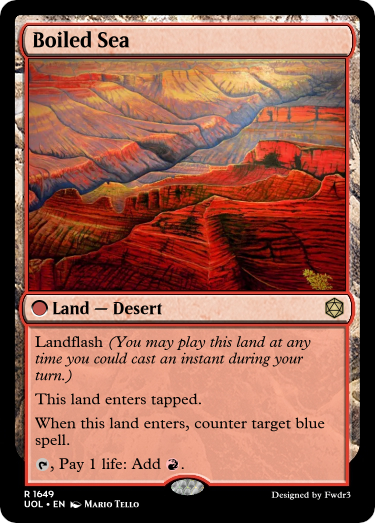 Boiled Sea
Land — Desert
Landflash (You may play this land at any
time you could cast an instant during your
turn.)
This land enters tapped.
When this land enters, counter target blue
spell.
, Pay 1 life: Add .
R 1649
UOL • EN Mario Tello
Designed by Fwdr3